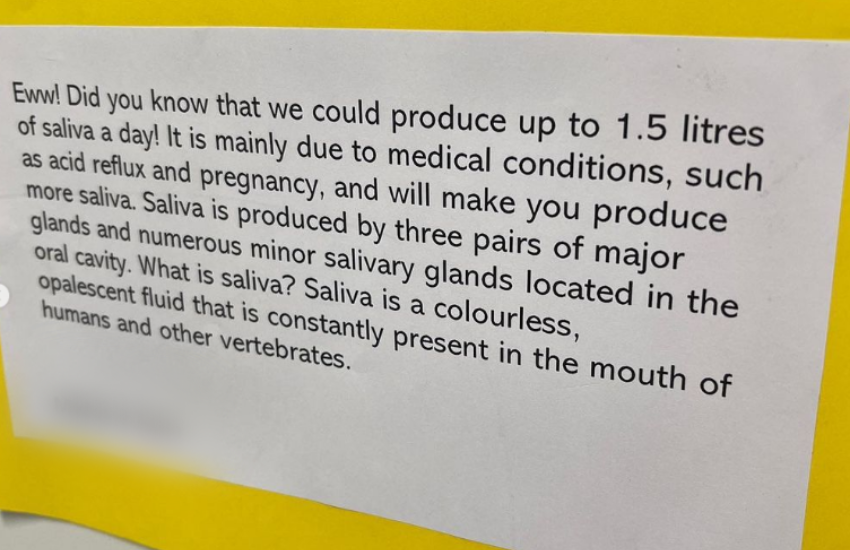 Eww! Did you know that we could produce up to 1.5 litres
of saliva a day! It is mainly due to medical conditions, such
as acid reflux and pregnancy, and will make you produce
more saliva. Saliva is produced by three pairs of major
glands and numerous minor salivary glands located in the
oral cavity. What is saliva? Saliva is a colourless,
opalescent fluid that is constantly present in the mouth of
humans and other vertebrates.